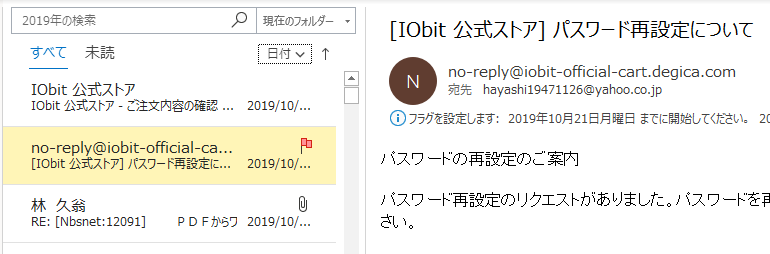 2019年の検索
現在のフォルダー
すべて 未読
日付
IObit 公式ストア
IObit 公式ストア - ご注文内容の確認 ... 2019/10/...
no-reply@iobit-official-ca...
[IObit 公式ストア] パスワード再設定に... 2019/10/...
林 久翁
RE: [Nbsnet:12091] ＰＤＦからワ 2019/10/...
[IObit 公式ストア] パスワード再設定について
N
no-reply@iobit-official-cart.degica.com
宛先 hayashi19471126@yahoo.co.jp
フラグを設定します: 2019年10月21日月曜日 までに開始してください。 20
パスワードの再設定のご案内
パスワード再設定のリクエストがありました。パスワードを再
さい。